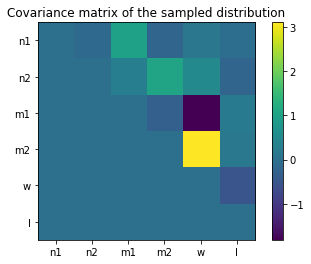 Covariance matrix of the sampled distribution
n1
n2
m1
m2
w
l
n1 n2 m1 m2 w l
3
2
1
0
−1